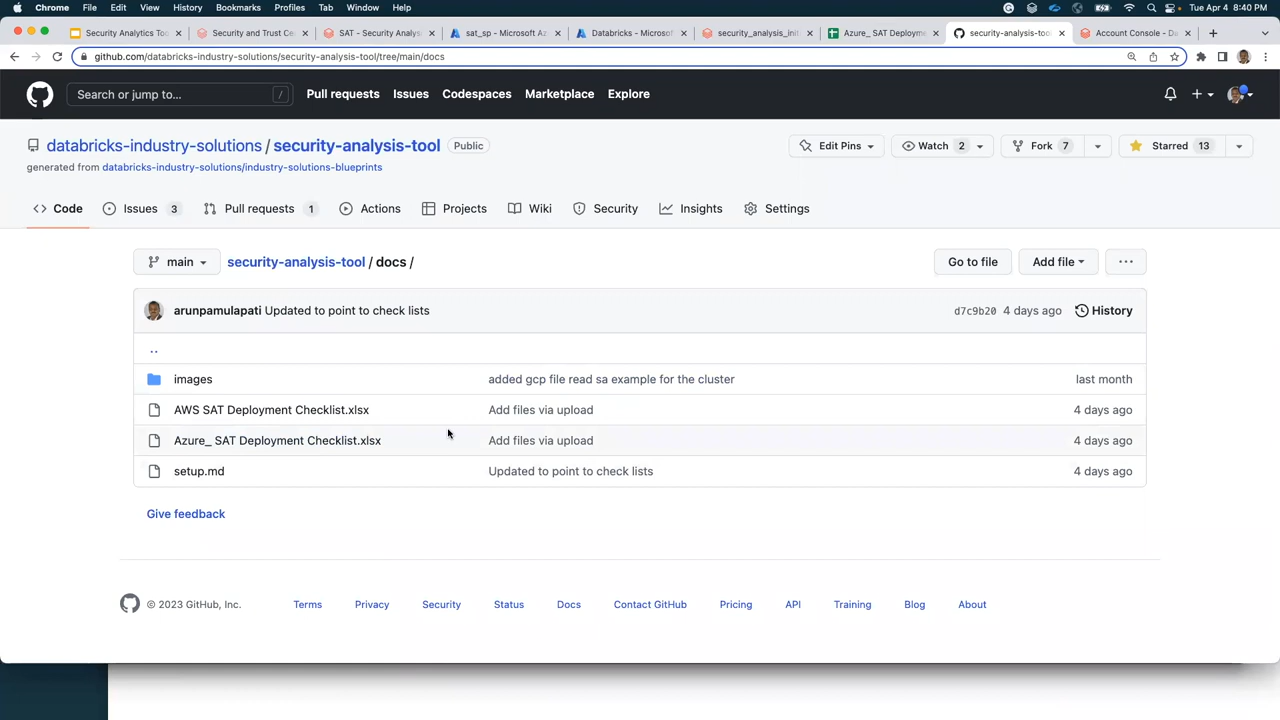 Chrome File Edit View History Bookmarks Profiles Tab Window Help Tue Apr 4 8:40 PM
Security Analytics Too × Security and Trust Ce × SAT - Security Analys × sat_sp - Microsoft Az × Databricks - Microsof × security_analysis_init × Azure_ SAT Deployme × security-analysis-too × Account Console - Da × +
github.com/databricks-industry-solutions/security-analysis-tool/tree/main/docs
Search or jump to... / Pull requests Issues Codespaces Marketplace Explore
databricks-industry-solutions / security-analysis-tool Public Edit Pins Watch 2 Fork 7 Starred 13
generated from databricks-industry-solutions/industry-solutions-blueprints
Code Issues 3 Pull requests 1 Actions Projects Wiki Security Insights Settings
main security-analysis-tool / docs / Go to file Add file ...
arunpamulapati Updated to point to check lists d7c9b20 4 days ago History
..
images added gcp file read sa example for the cluster last month
AWS SAT Deployment Checklist.xlsx Add files via upload 4 days ago
Azure_ SAT Deployment Checklist.xlsx Add files via upload 4 days ago
setup.md Updated to point to check lists 4 days ago
Give feedback
© 2023 GitHub, Inc. Terms Privacy Security Status Docs Contact GitHub Pricing API Training Blog About